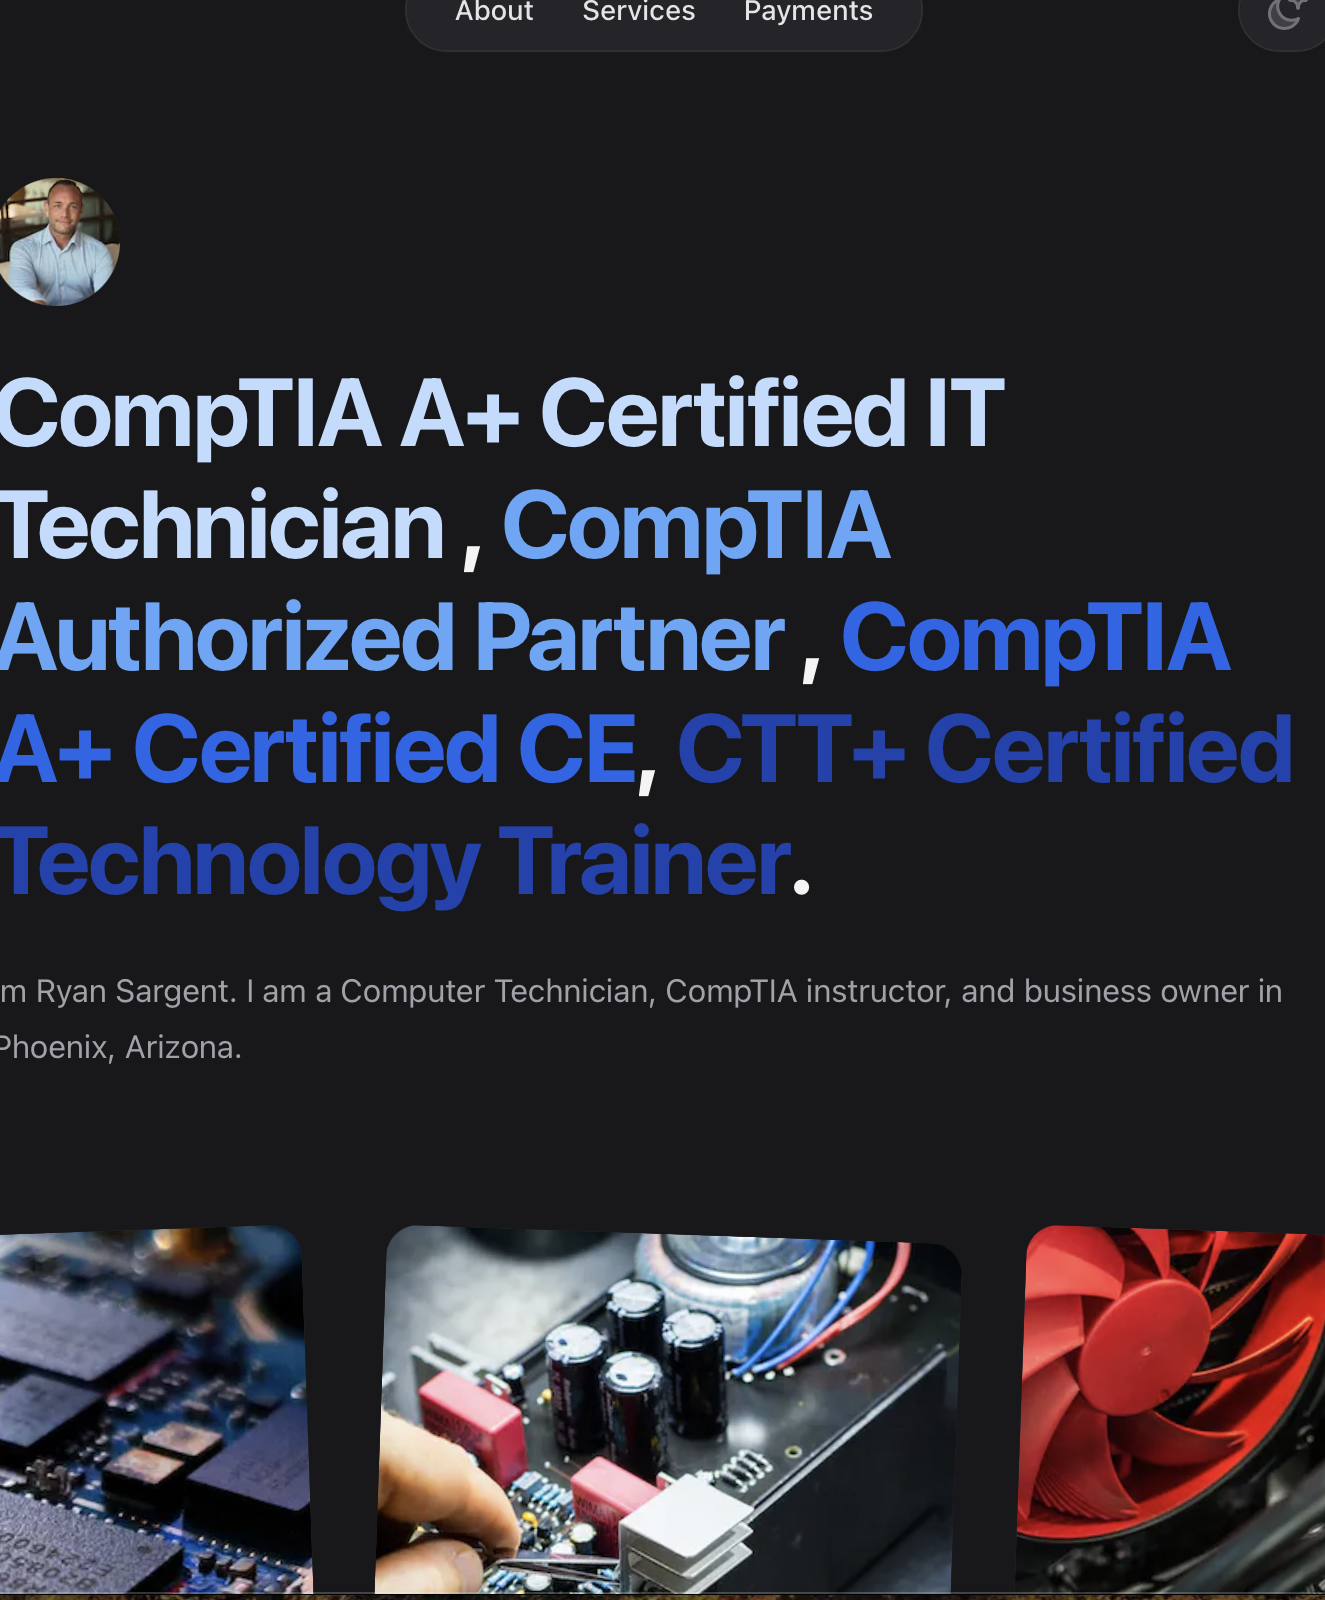 About Services Payments
CompTIA A+ Certified IT
Technician , CompTIA
Authorized Partner , CompTIA
A+ Certified CE, CTT+ Certified
Technology Trainer.
m Ryan Sargent. I am a Computer Technician, CompTIA instructor, and business owner in
Phoenix, Arizona.